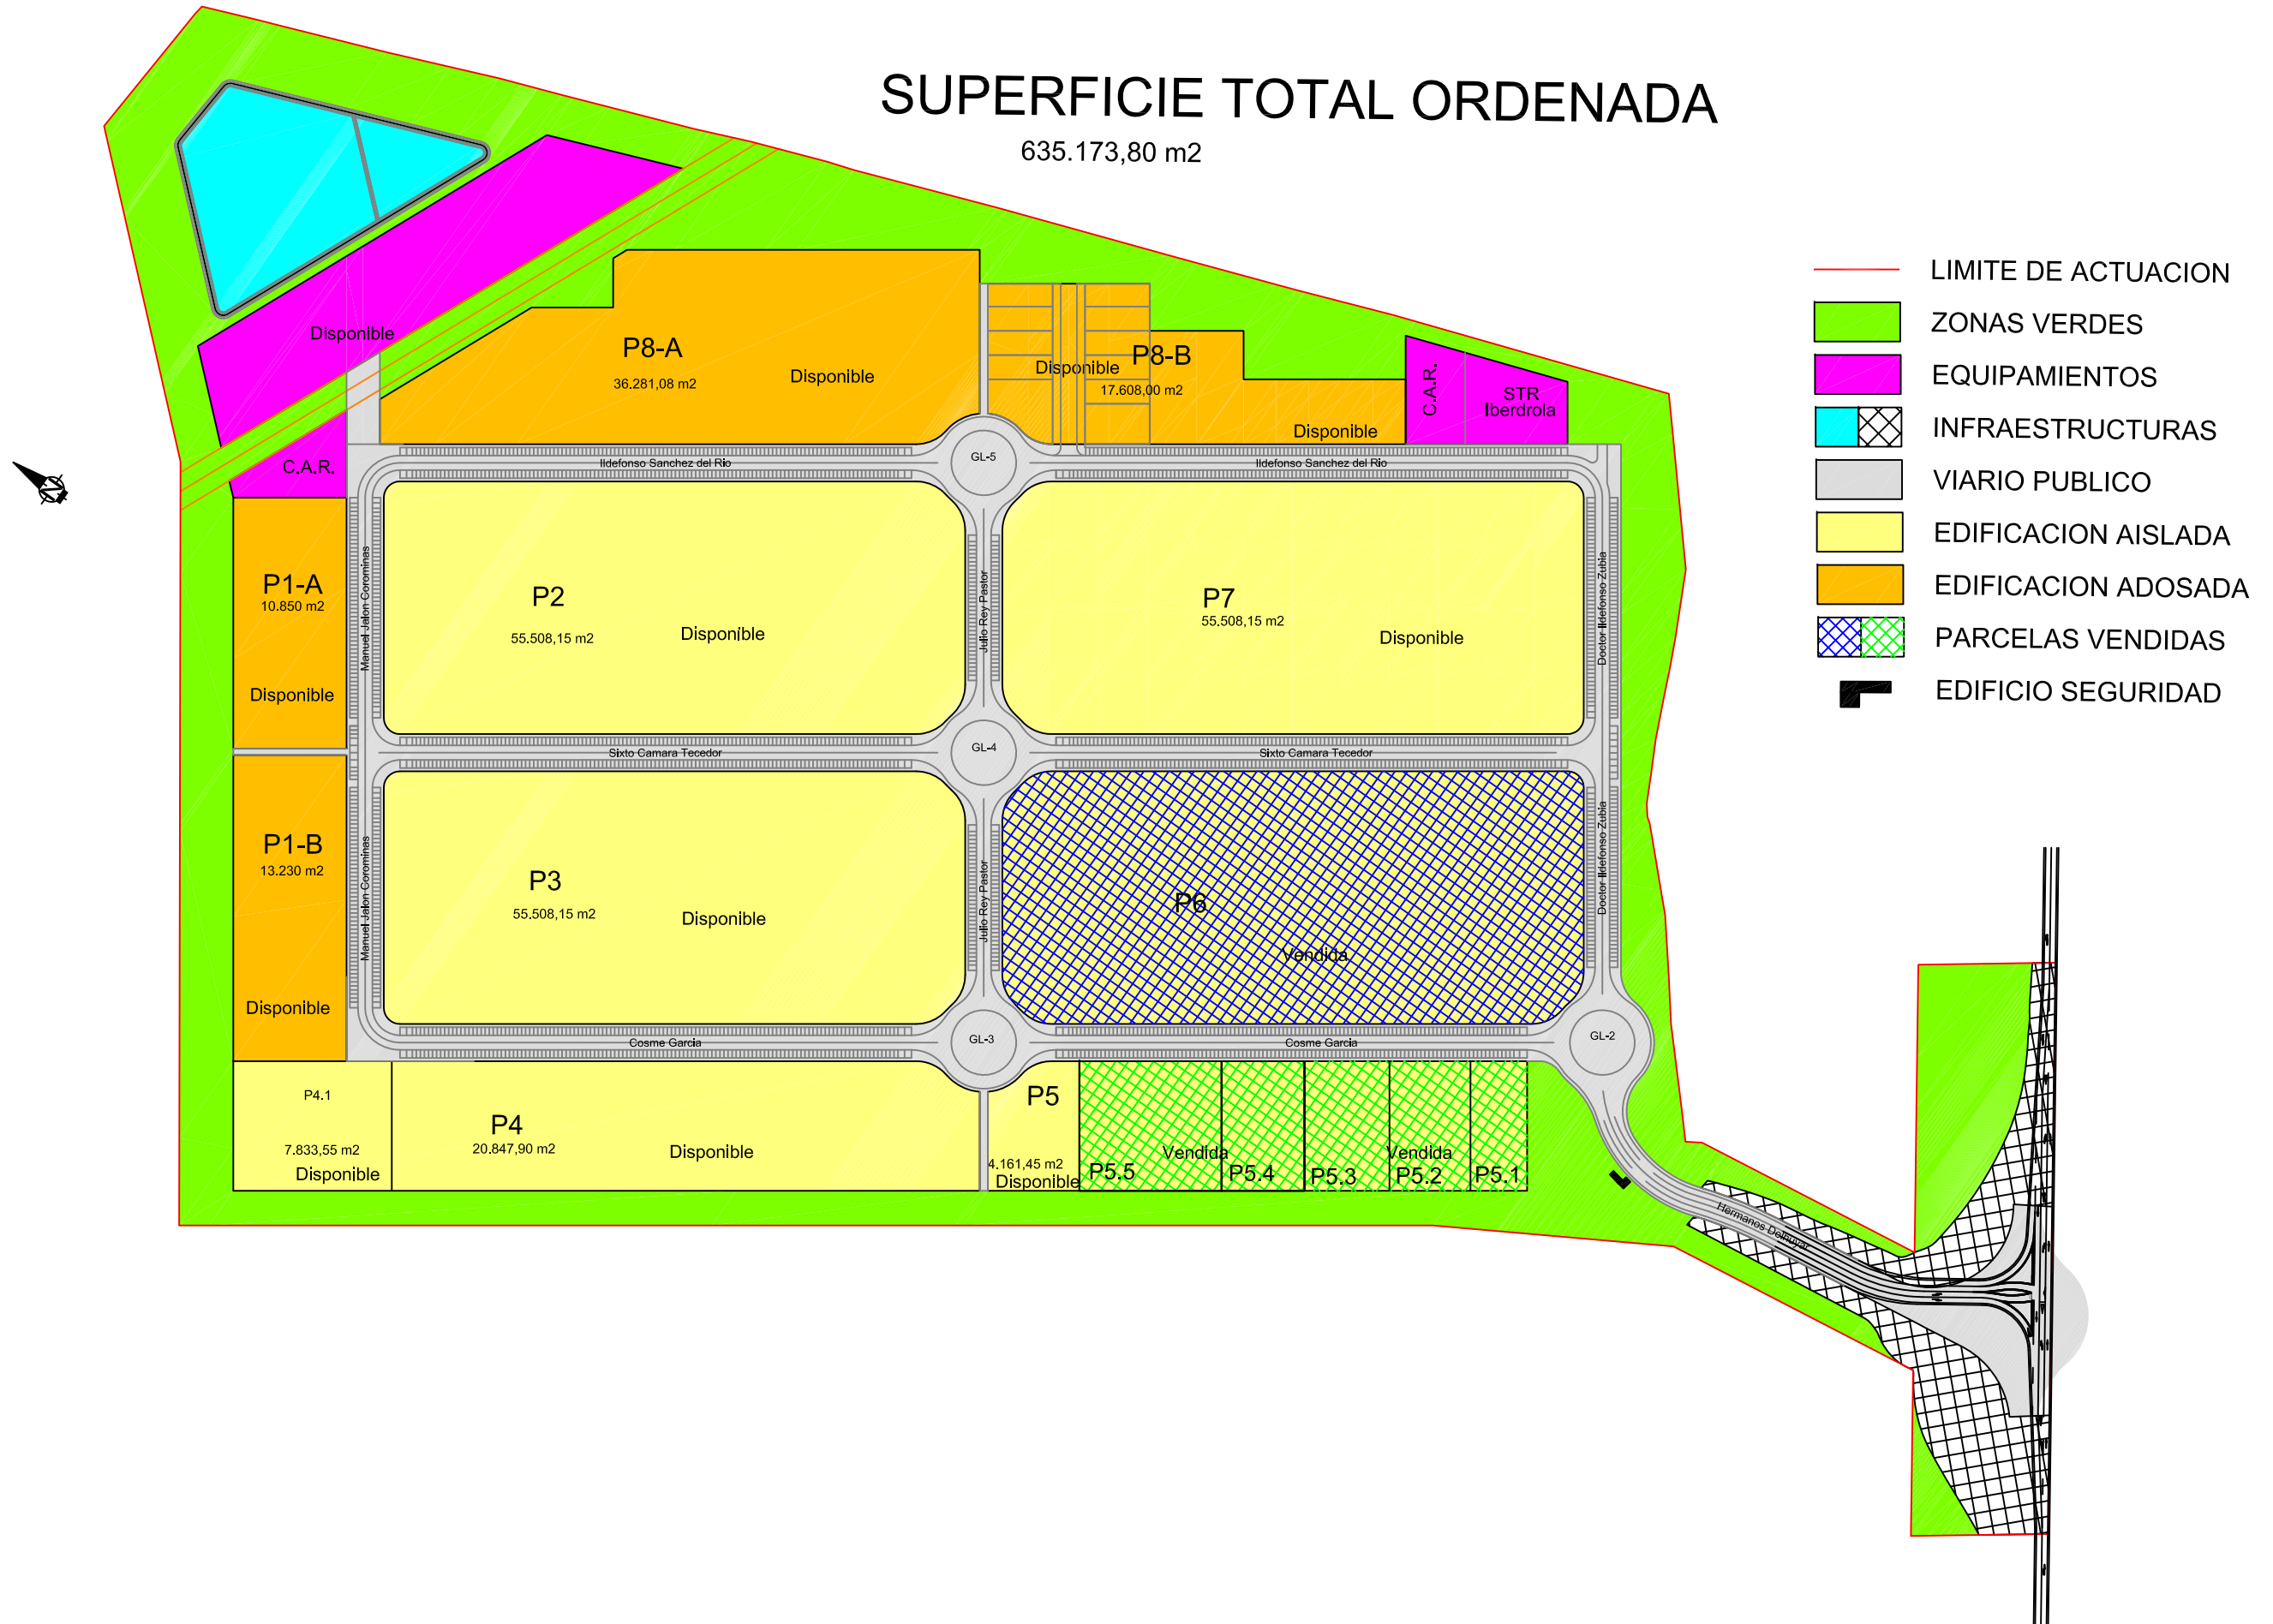 SUPERFICIE TOTAL ORDENADA
635.173,80 m2
LIMITE DE ACTUACION
ZONAS VERDES
EQUIPAMIENTOS
INFRAESTRUCTURAS
VIARIO PUBLICO
EDIFICACION AISLADA
EDIFICACION ADOSADA
PARCELAS VENDIDAS
EDIFICIO SEGURIDAD
Disponible
C.A.R.
P8-A
36.281,08 m2
Disponible
P8-B
Disponible
17.608,00 m2
Disponible
C.A.R.
STR
Iberdrola
Ildefonso Sanchez del Rio
GL-5
Ildefonso Sanchez del Rio
N
P1-A
10.850 m2
Disponible
Manuel Jalon Corominas
P2
55.508,15 m2
Disponible
Julio Rey Pastor
P7
55.508,15 m2
Disponible
Doctor Ildefonso Zubia
Sixto Camara Tecedor
GL-4
Sixto Camara Tecedor
P1-B
13.230 m2
Disponible
Manuel Jalon Corominas
P3
55.508,15 m2
Disponible
Julio Rey Pastor
P6
Vendida
Doctor Ildefonso Zubia
Cosme Garcia
GL-3
Cosme Garcia
GL-2
P4.1
7.833,55 m2
Disponible
P4
20.847,90 m2
Disponible
P5
4.161,45 m2
Disponible
P5.5
Vendida
P5.4
P5.3
Vendida
P5.2
P5.1
Hermanos Delhuyar